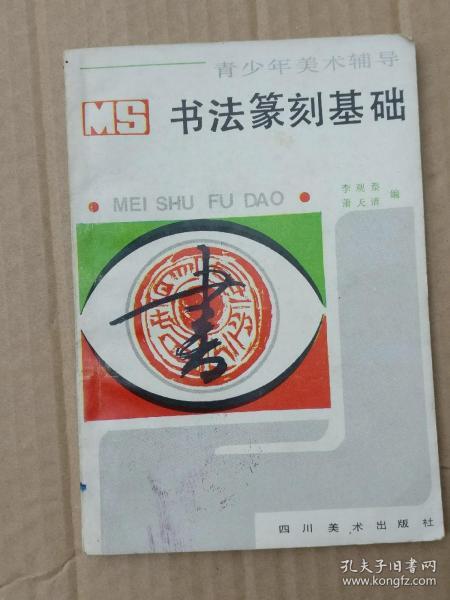 青少年美术辅导
MS 书法篆刻基础
MEI SHU FU DAO
李观泰
萧天清 编
书
四川美术出版社
孔夫子旧书网
www.kongfz.com